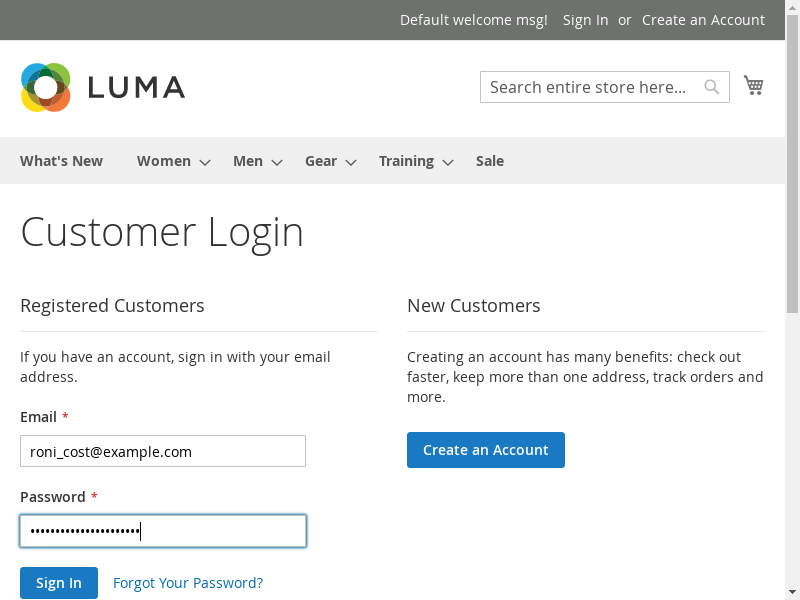 Default welcome msg! Sign In or Create an Account
LUMA
Search entire store here...
What's New Women Men Gear Training Sale
Customer Login
Registered Customers
If you have an account, sign in with your email
address.
Email *
roni_cost@example.com
Password *
••••••••••••••••••••••
Sign In Forgot Your Password?
New Customers
Creating an account has many benefits: check out
faster, keep more than one address, track orders and
more.
Create an Account